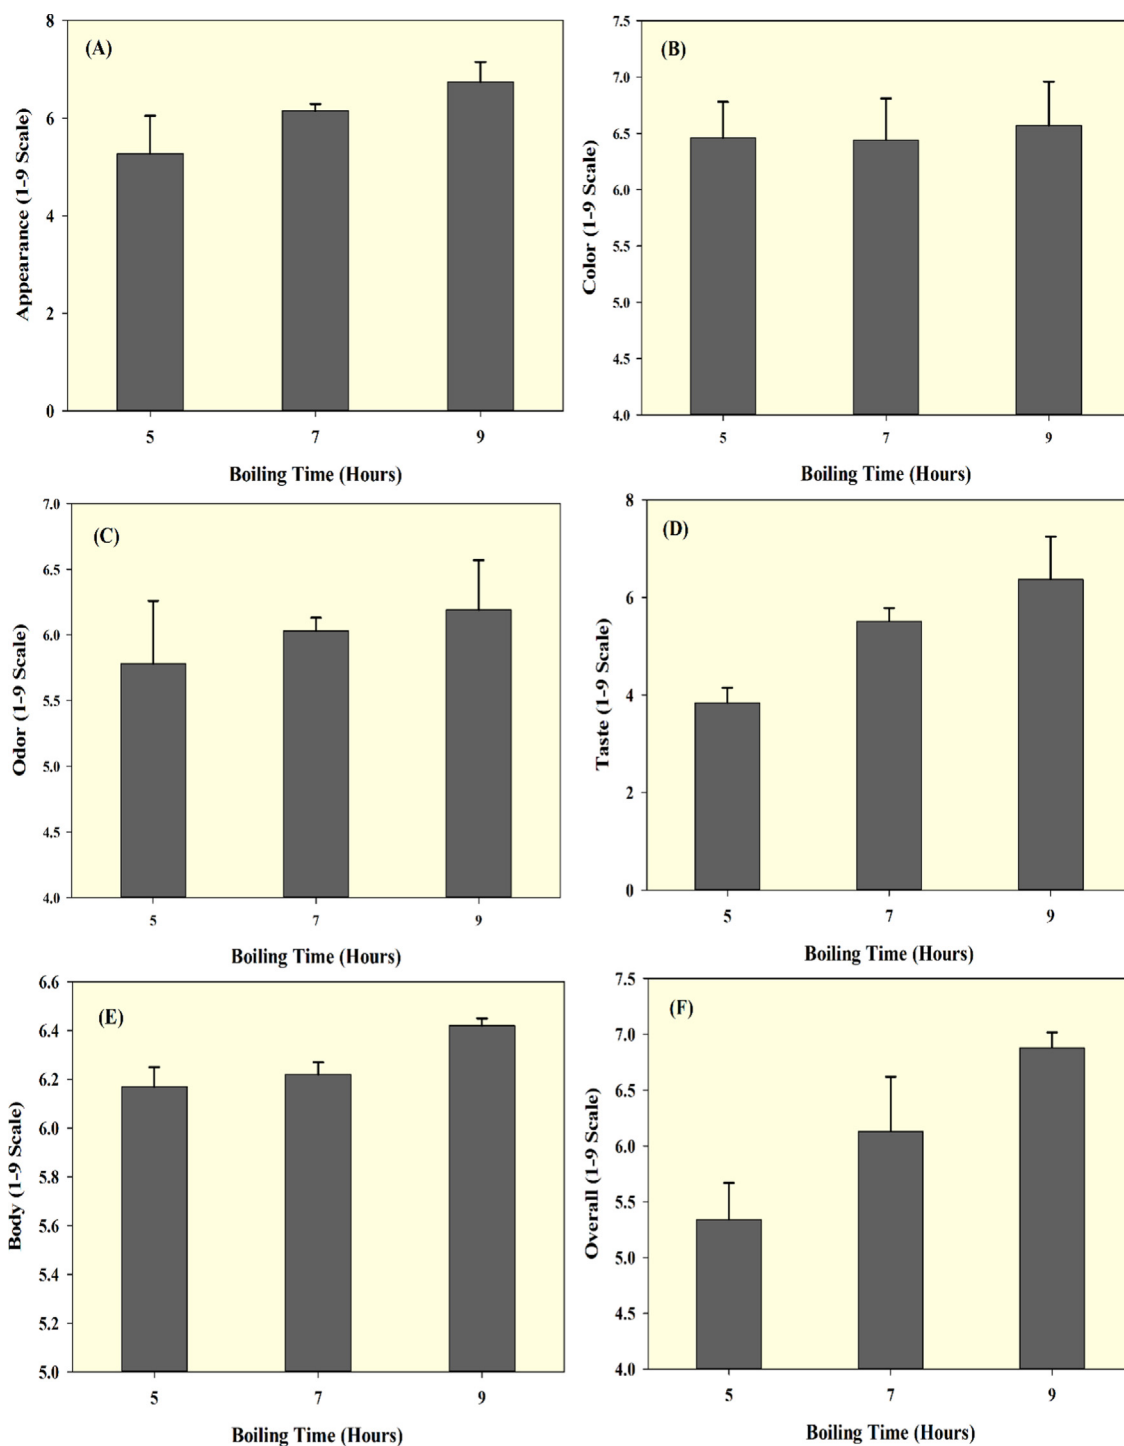 (A)
Appearance (1-9 Scale)
8
6
4
2
0
5 7 9
Boiling Time (Hours)
(B)
Color (1-9 Scale)
7.5
7.0
6.5
6.0
5.5
5.0
4.5
4.0
5 7 9
Boiling Time (Hours)
(C)
Odor (1-9 Scale)
7.0
6.5
6.0
5.5
5.0
4.5
4.0
5 7 9
Boiling Time (Hours)
(D)
Taste (1-9 Scale)
8
6
4
2
0
5 7 9
Boiling Time (Hours)
(E)
Body (1-9 Scale)
6.6
6.4
6.2
6.0
5.8
5.6
5.4
5.2
5.0
5 7 9
Boiling Time (Hours)
(F)
Overall (1-9 Scale)
7.5
7.0
6.5
6.0
5.5
5.0
4.5
4.0
5 7 9
Boiling Time (Hours)